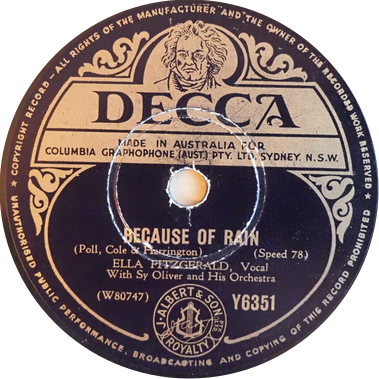 COPYRIGHT RECORD — ALL RIGHTS OF THE MANUFACTURER AND THE OWNER OF THE RECORDED WORK RESERVED
DECCA
MADE IN AUSTRALIA FOR
COLUMBIA GRAPHOPHONE (AUST) PTY. LTD. SYDNEY. N.S.W.
BECAUSE OF RAIN
(Poll, Cole & Harrington) (Speed 78)
ELLA FITZGERALD, Vocal
With Sy Oliver and His Orchestra
(W80747) Y6351
J. ALBERT & SON PTY. LTD.
ROYALTY
UNAUTHORISED PUBLIC PERFORMANCE, BROADCASTING AND COPYING OF THIS RECORD PROHIBITED